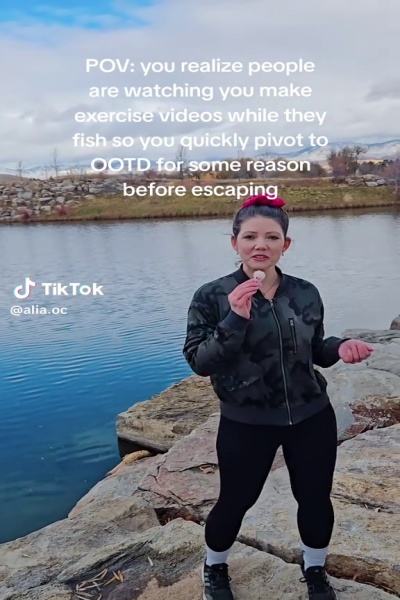 POV: you realize people
are watching you make
exercise videos while they
fish so you quickly pivot to
OOTD for some reason
before escaping
TikTok
@alia.oc